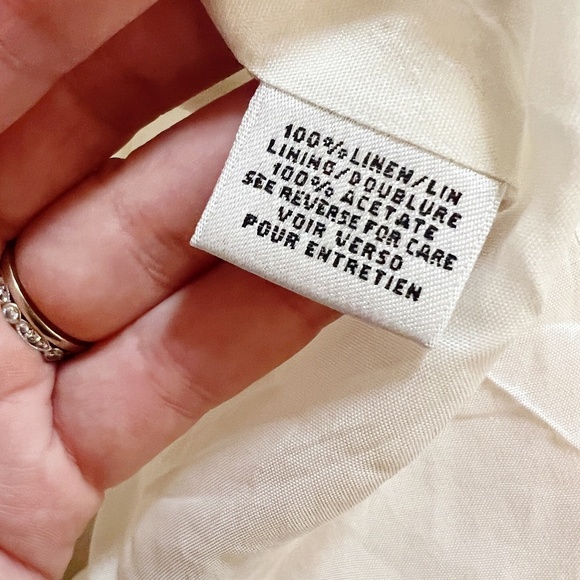 100% LINEN/LIN
LINING/DOUBLURE
100% ACETATE
SEE REVERSE FOR CARE
VOIR VERSO
POUR ENTRETIEN